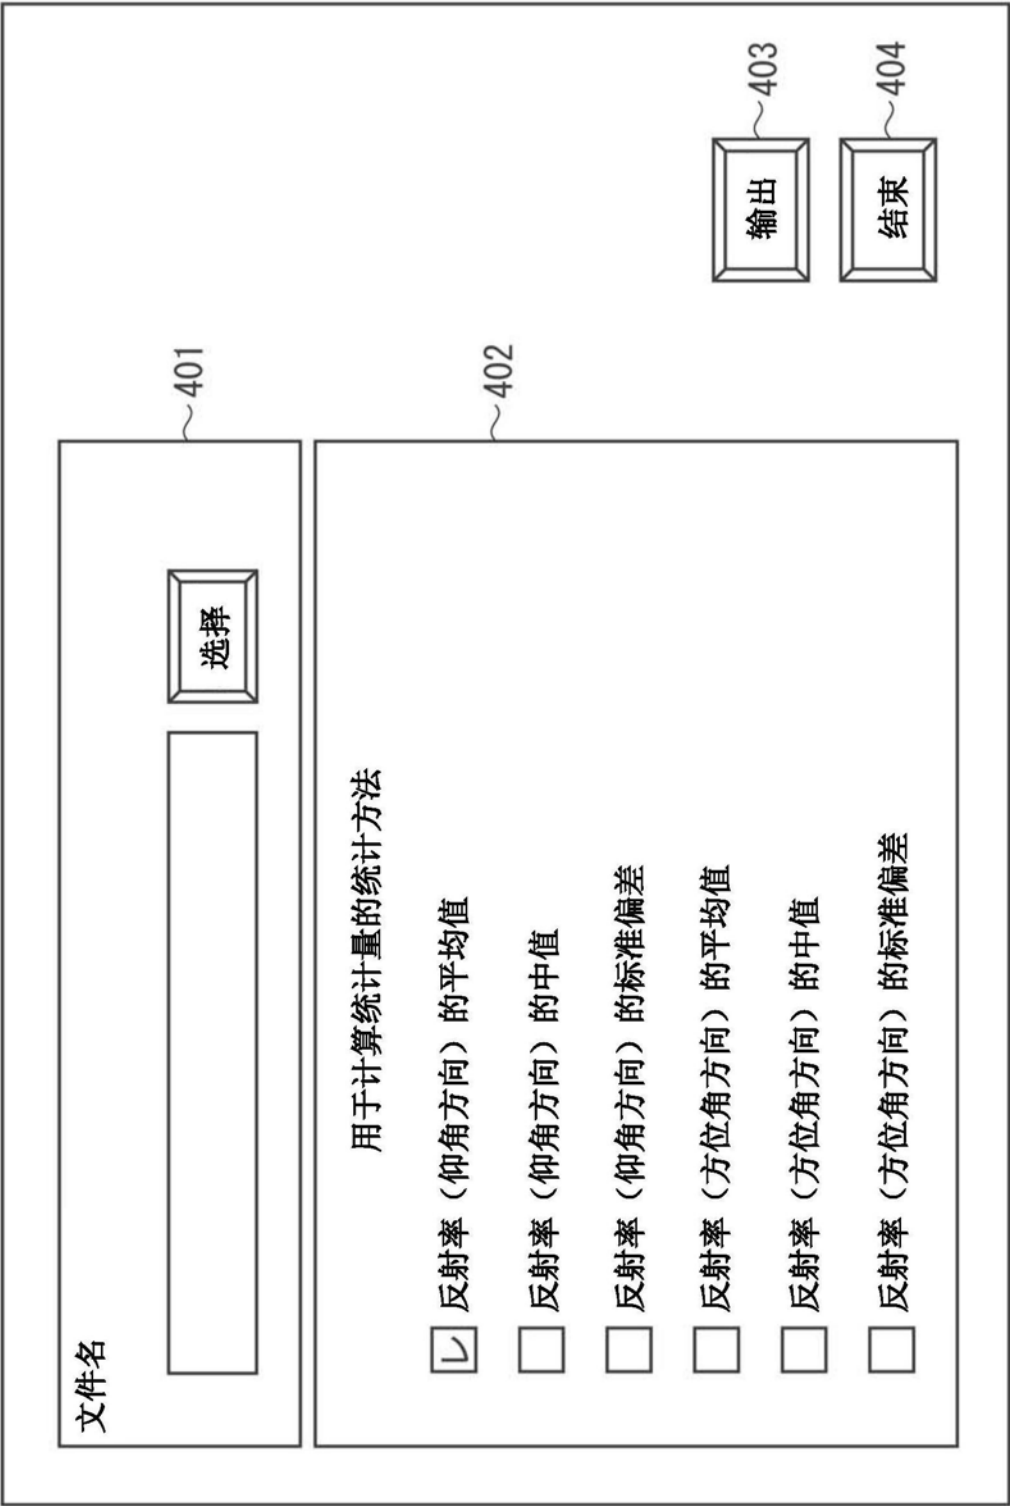 文件名
选择
401
用于计算统计量的统计方法
402
レ 反射率（仰角方向）的平均值
反射率（仰角方向）的中值
反射率（仰角方向）的标准偏差
反射率（方位角方向）的平均值
反射率（方位角方向）的中值
反射率（方位角方向）的标准偏差
输出
403
结束
404